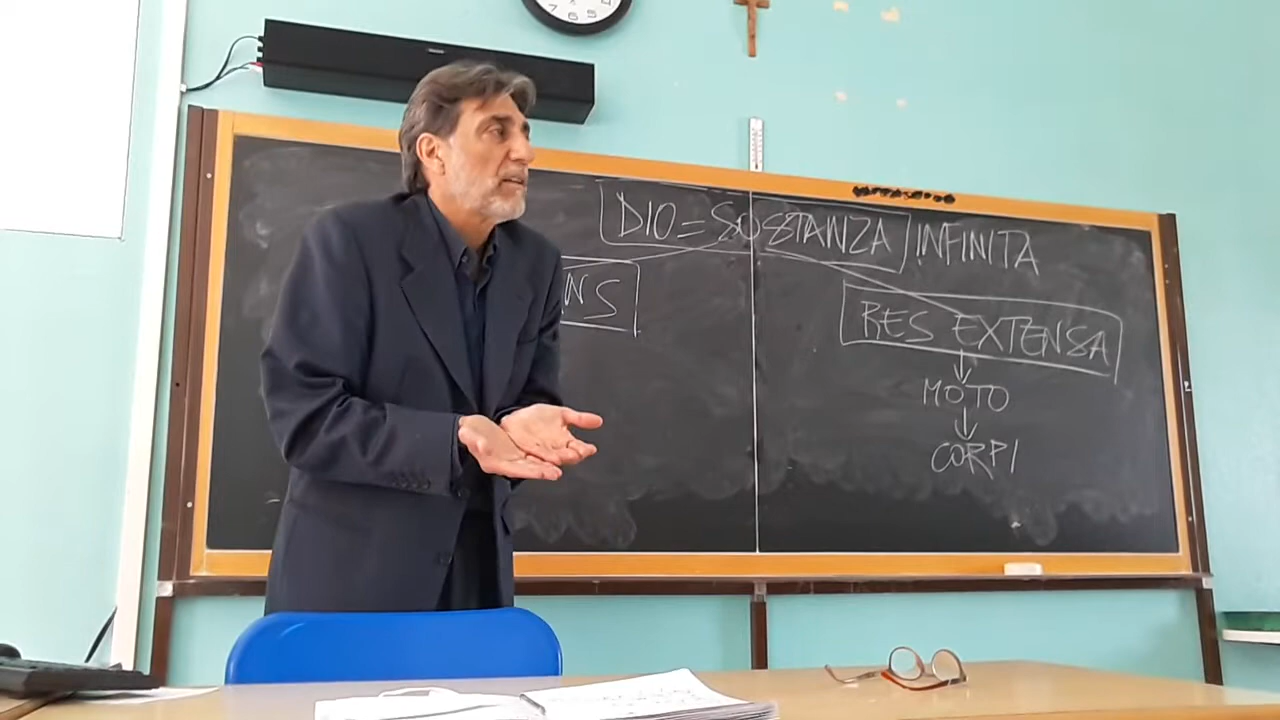 DIO = SOSTANZA INFINITA
NS
RES EXTENSA
↓
MOTO
↓
CORPI